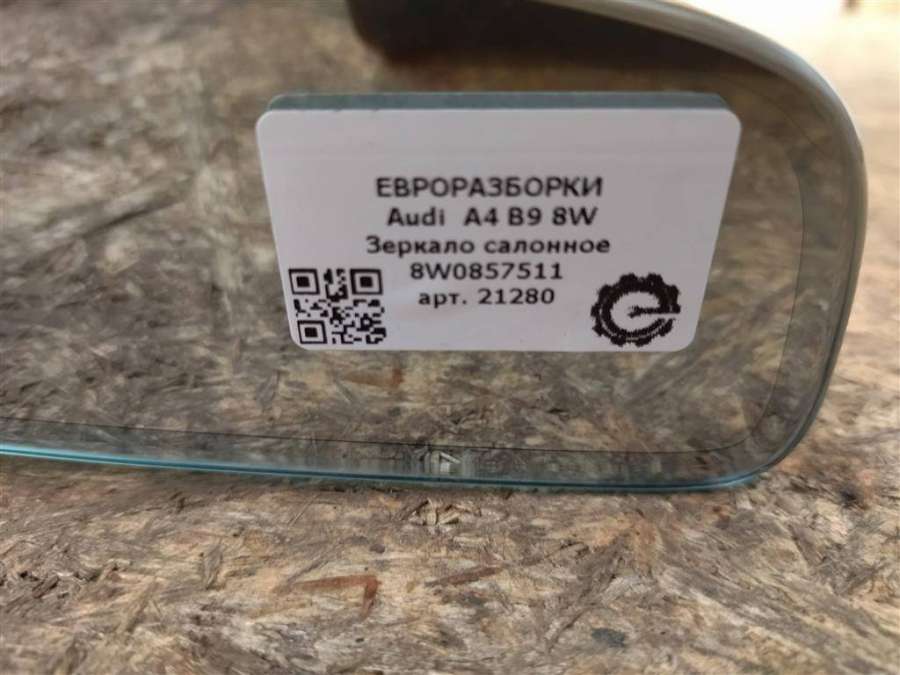 ЕВРОРАЗБОРКИ
Audi A4 B9 8W
Зеркало салонное
8W0857511
арт. 21280